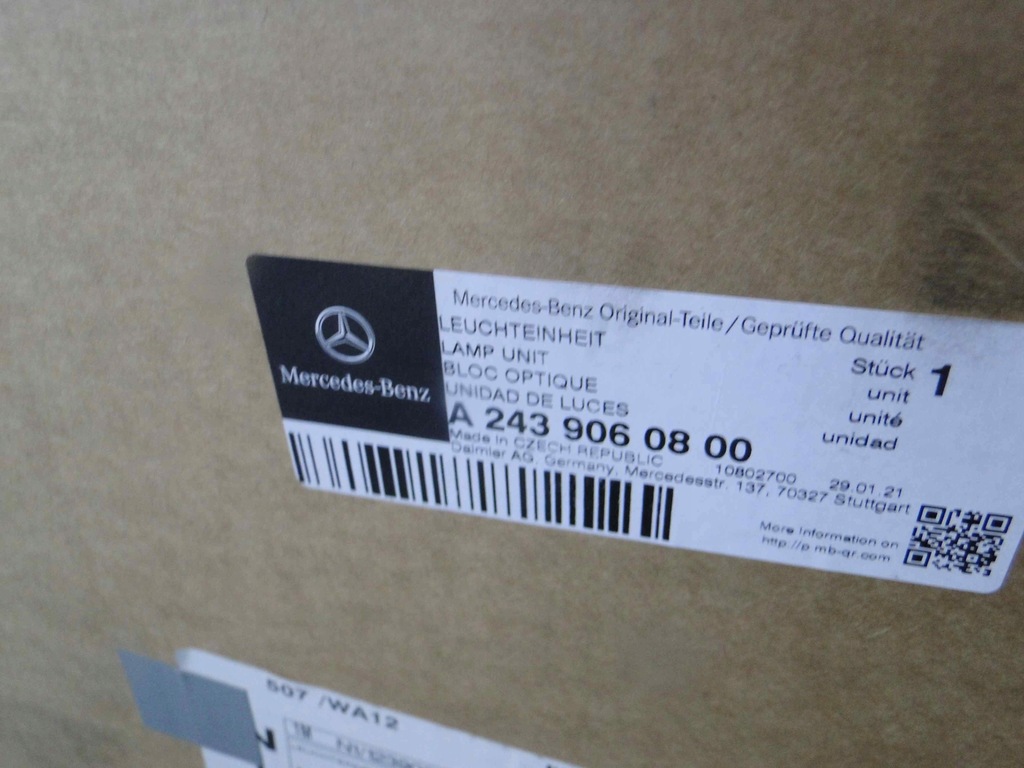 Mercedes-Benz
Mercedes-Benz Original-Teile/Geprüfte Qualität
LEUCHTEINHEIT
LAMP UNIT
BLOC OPTIQUE
UNIDAD DE LUCES
Stück 1
unit
unité
unidad
A 243 906 08 00
Made in CZECH REPUBLIC 10802700 29.01.21
Daimler AG, Germany, Mercedesstr. 137, 70327 Stuttgart
More Information on
http://p.mb-qr.com
507 /WA12